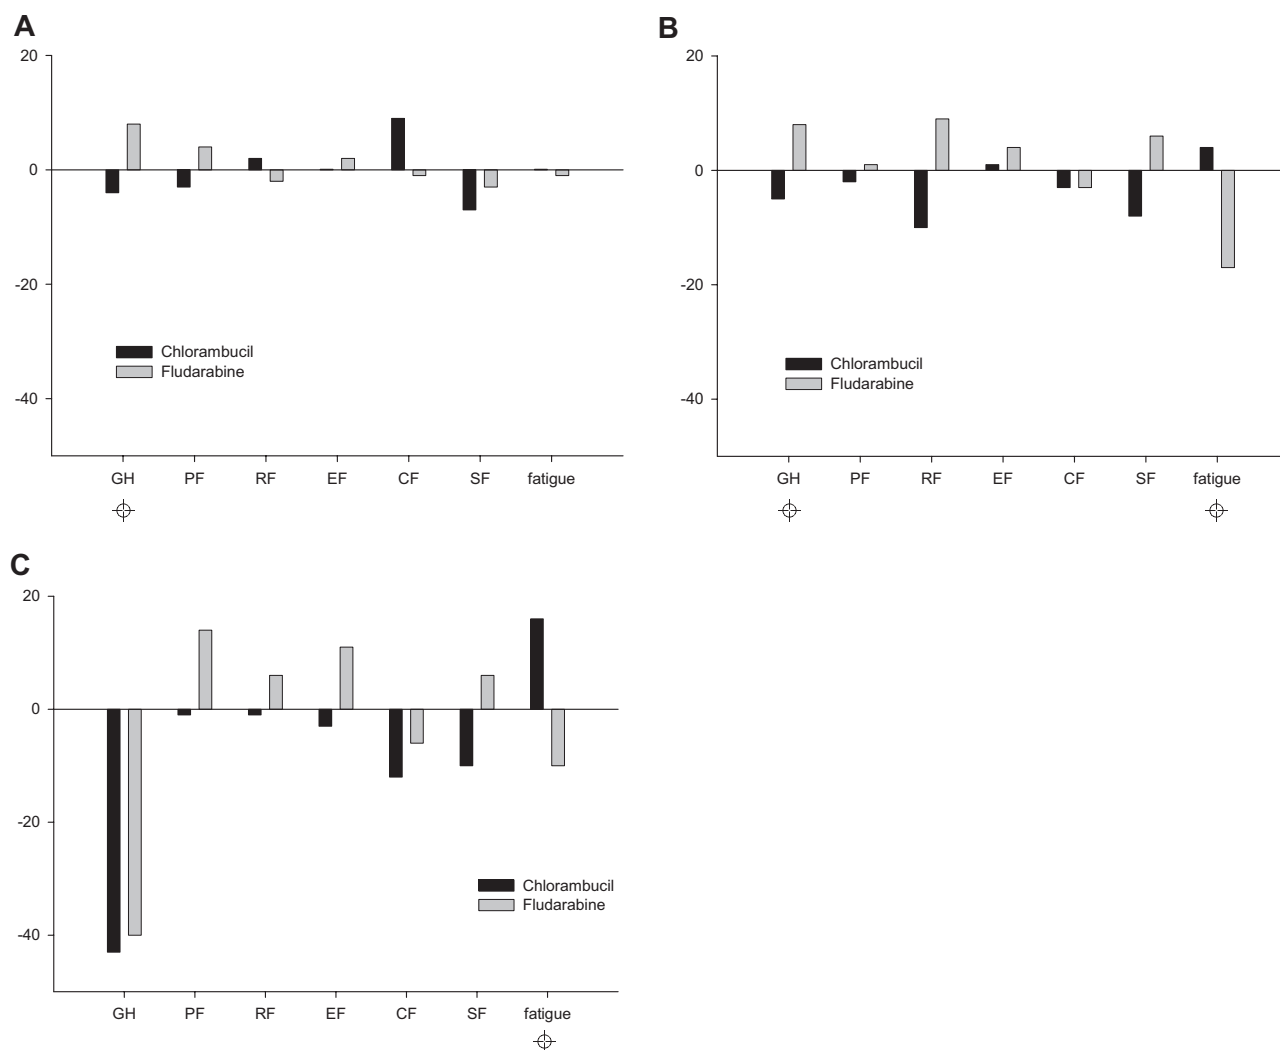 A
20
0
-20
-40
Chlorambucil
Fludarabine
GH PF RF EF CF SF fatigue
B
20
0
-20
-40
Chlorambucil
Fludarabine
GH PF RF EF CF SF fatigue
C
20
0
-20
-40
Chlorambucil
Fludarabine
GH PF RF EF CF SF fatigue